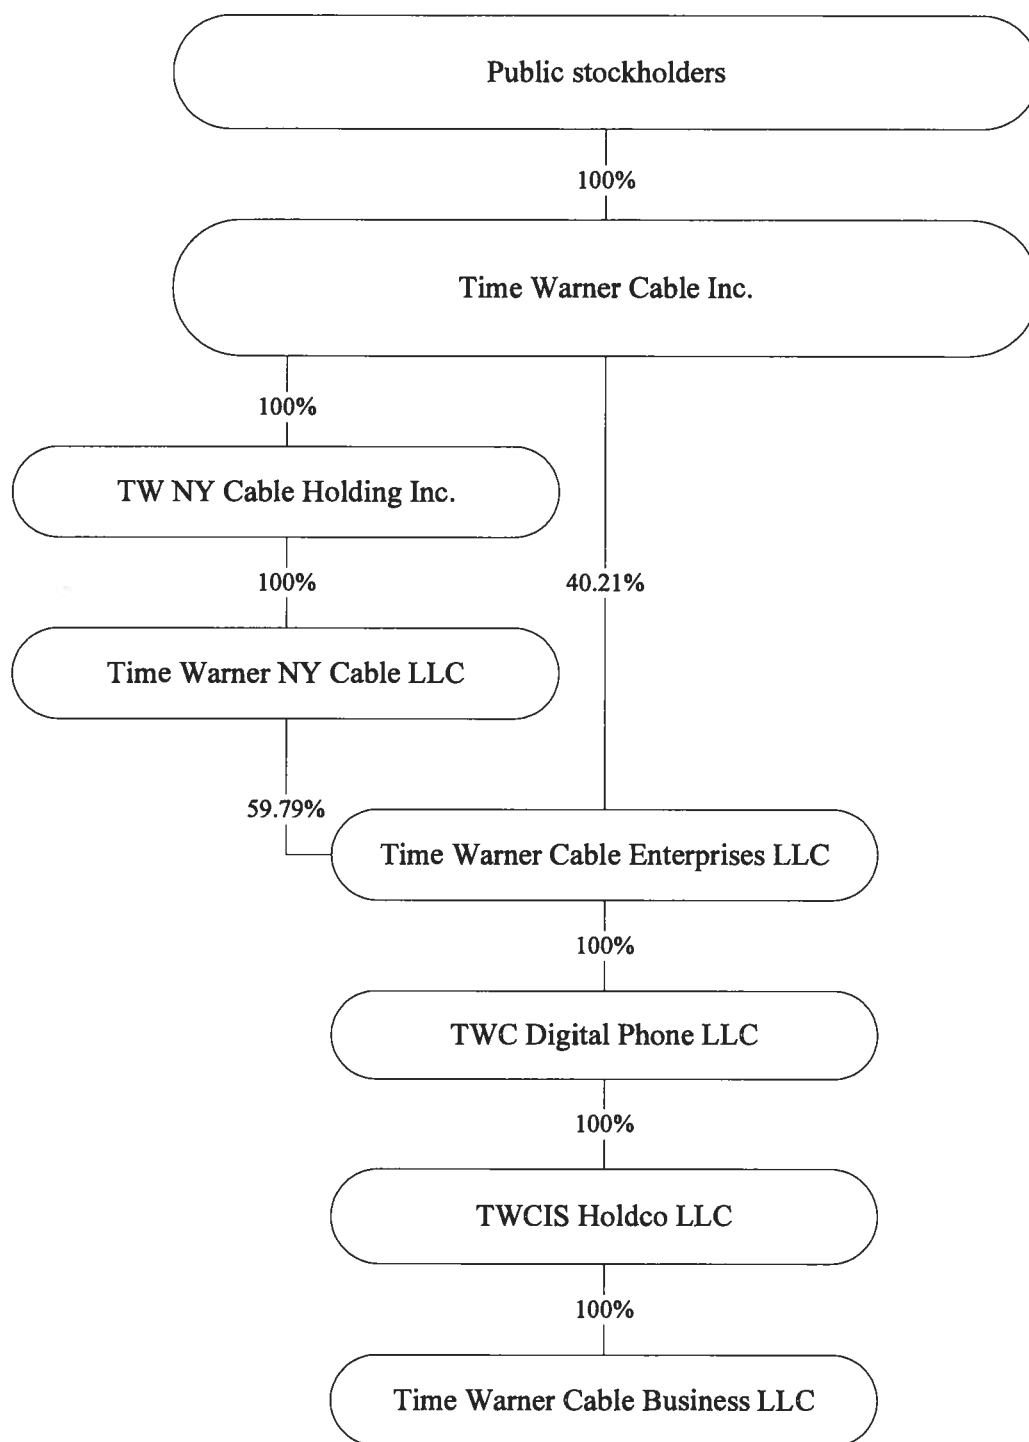 Public stockholders
100%
Time Warner Cable Inc.
100%
TW NY Cable Holding Inc.
100%
40.21%
Time Warner NY Cable LLC
59.79%
Time Warner Cable Enterprises LLC
100%
TWC Digital Phone LLC
100%
TWCIS Holdco LLC
100%
Time Warner Cable Business LLC